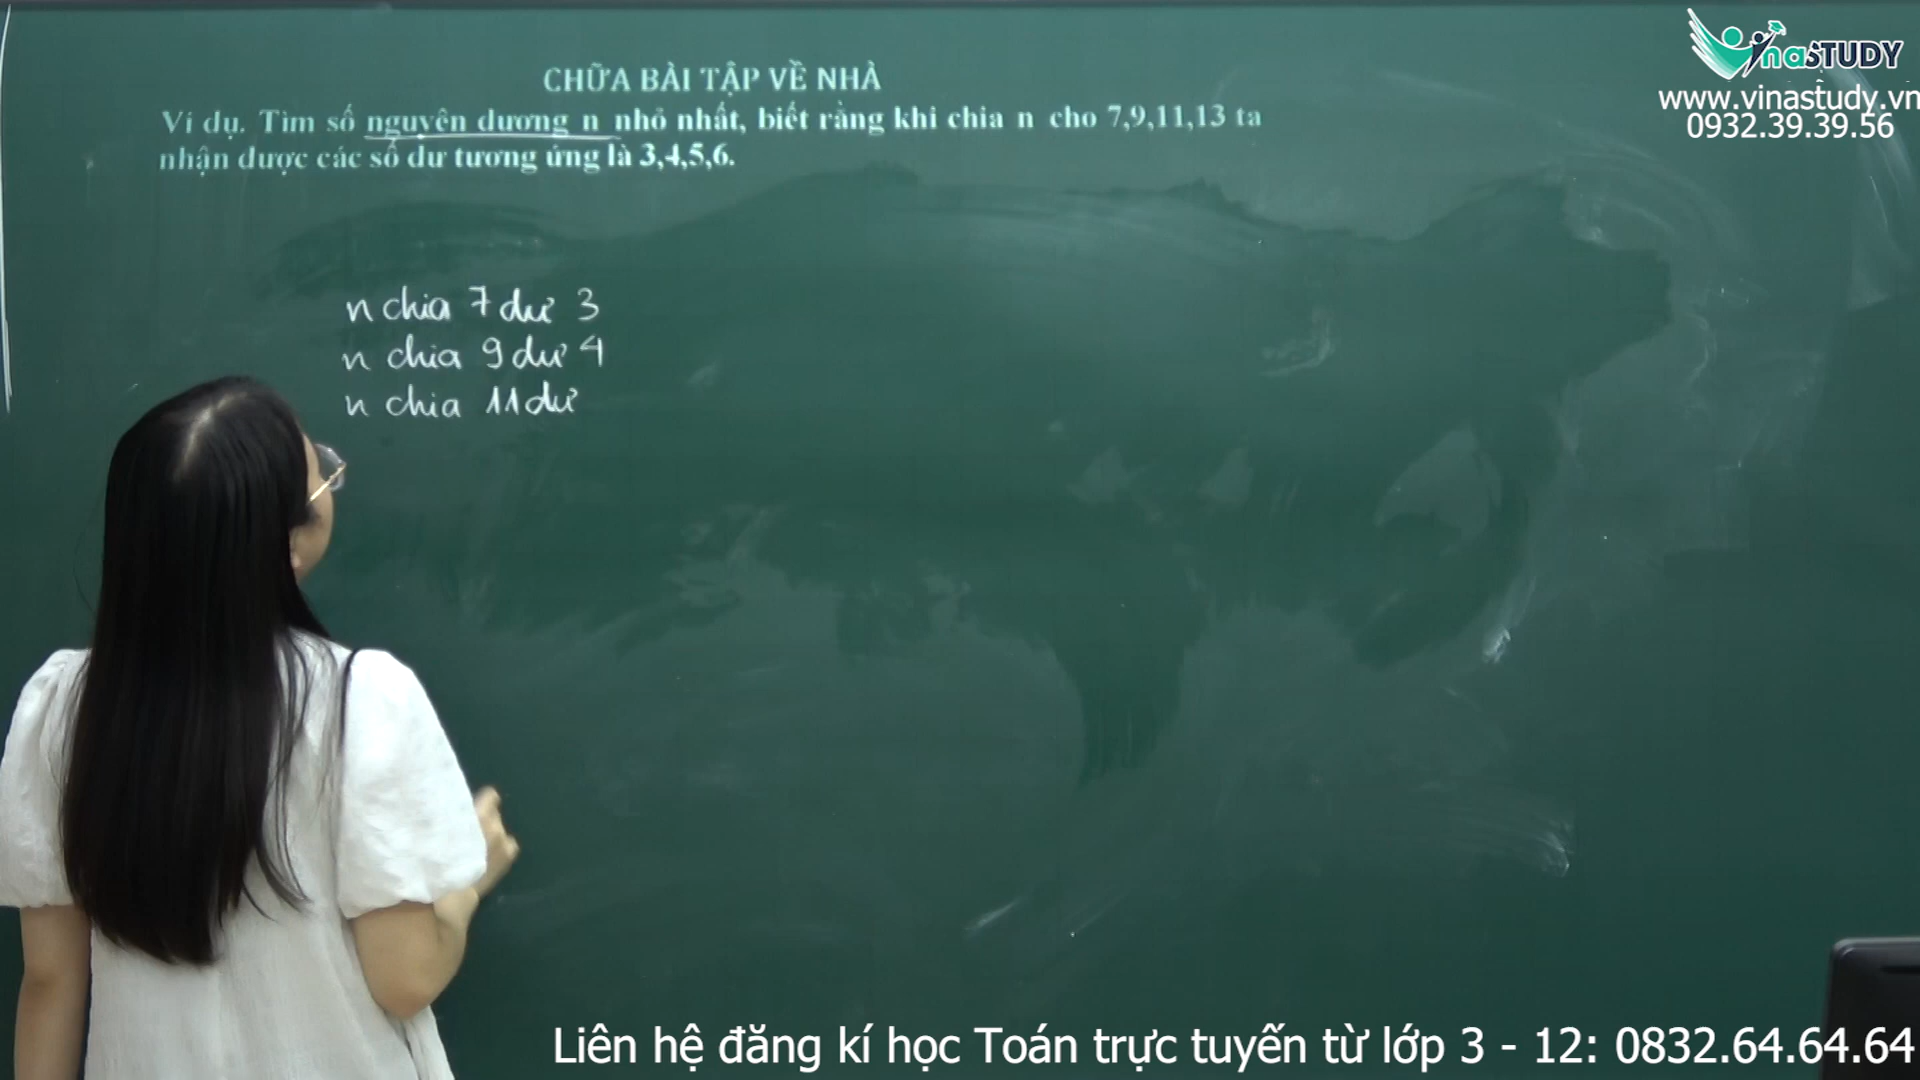 VinaSTUDY
www.vinastudy.vn
0932.39.39.56
CHỮA BÀI TẬP VỀ NHÀ
Ví dụ. Tìm số nguyên dương n nhỏ nhất, biết rằng khi chia n cho 7,9,11,13 ta
nhận được các số dư tương ứng là 3,4,5,6.
n chia 7 dư 3
n chia 9 dư 4
n chia 11 dư
Liên hệ đăng kí học Toán trực tuyến từ lớp 3 - 12: 0832.64.64.64